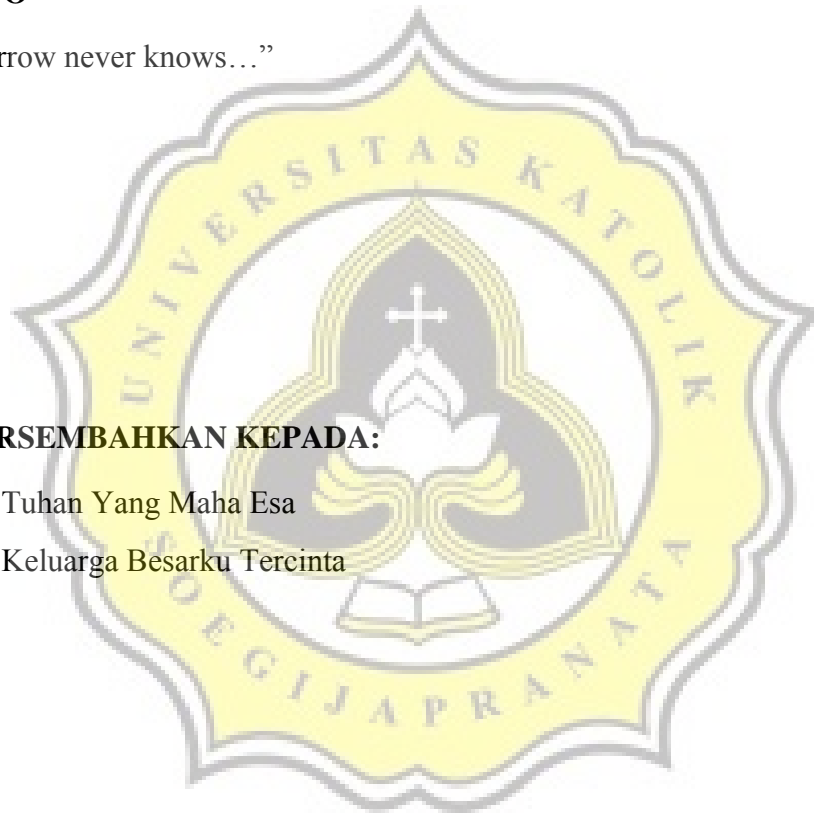 O
rrow never knows…”
RSEMBAHKAN KEPADA:
Tuhan Yang Maha Esa
Keluarga Besarku Tercinta
UNIVERSITAS KATOLIK
SOEGIJAPRANATA